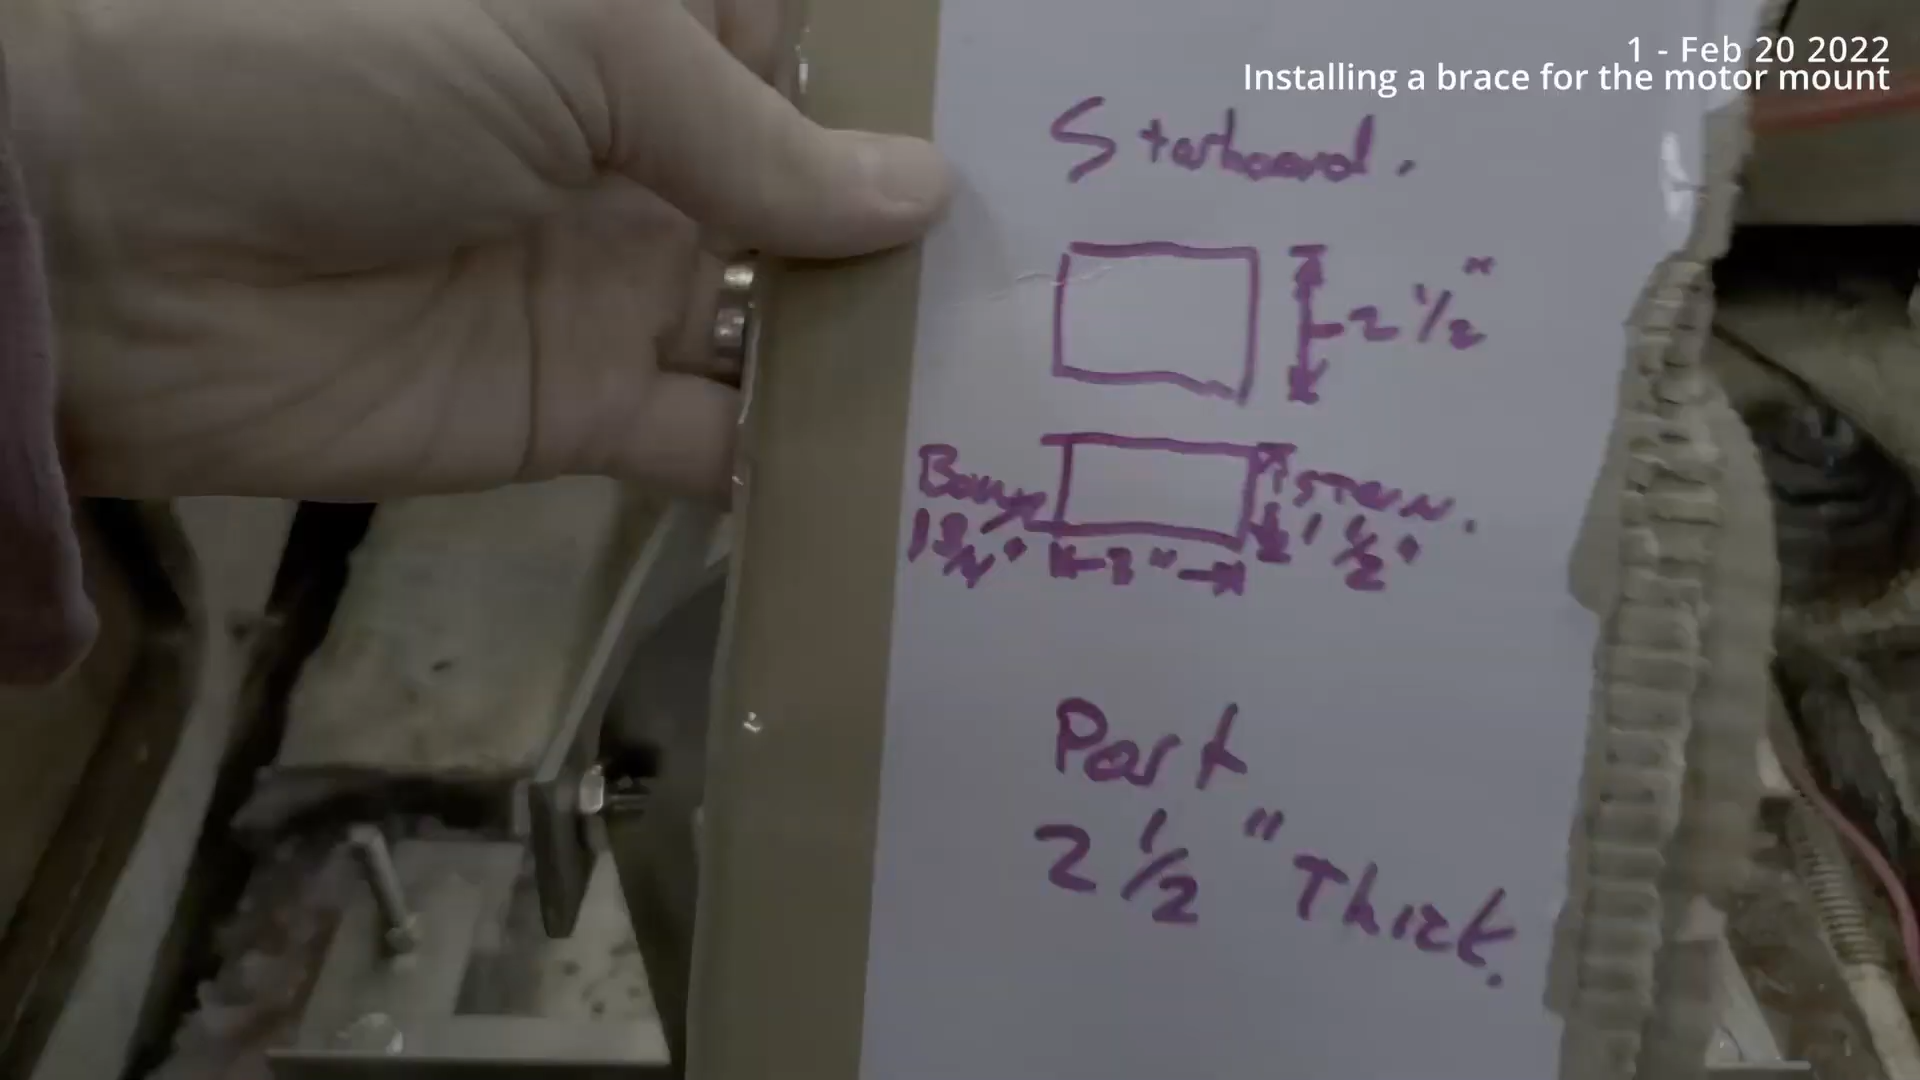 1 - Feb 20 2022
Installing a brace for the motor mount
Starboard.
2 1/2"
Bow
Stern.
1 3/4"
1 1/2"
Port
2 1/2" Thick.